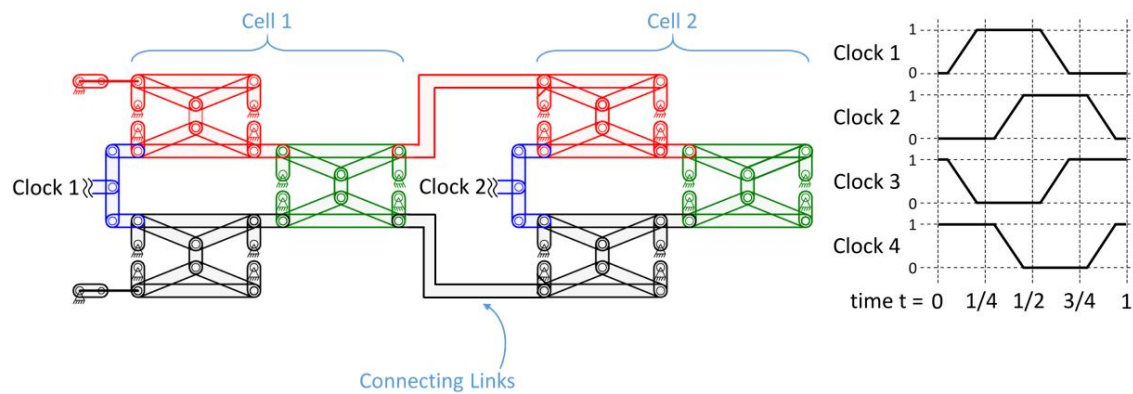 Cell 1
Cell 2
Clock 1
Clock 2
Connecting Links
Clock 1
1
0
Clock 2
1
0
Clock 3
1
0
Clock 4
1
0
time t = 0 1/4 1/2 3/4 1